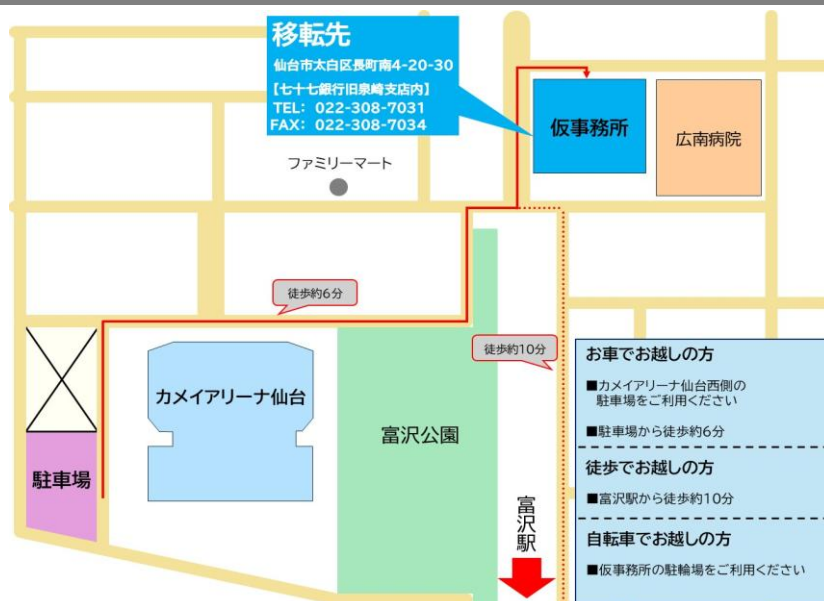 移転先
仙台市太白区長町南4-20-30
【七十七銀行旧泉崎支店内】
TEL: 022-308-7031
FAX: 022-308-7034
仮事務所
広南病院
ファミリーマート
徒歩約6分
徒歩約10分
カメイアリーナ仙台
富沢公園
駐車場
富沢駅
お車でお越しの方
■カメイアリーナ仙台西側の
駐車場をご利用ください
■駐車場から徒歩約6分
徒歩でお越しの方
■富沢駅から徒歩約10分
自転車でお越しの方
■仮事務所の駐輪場をご利用ください